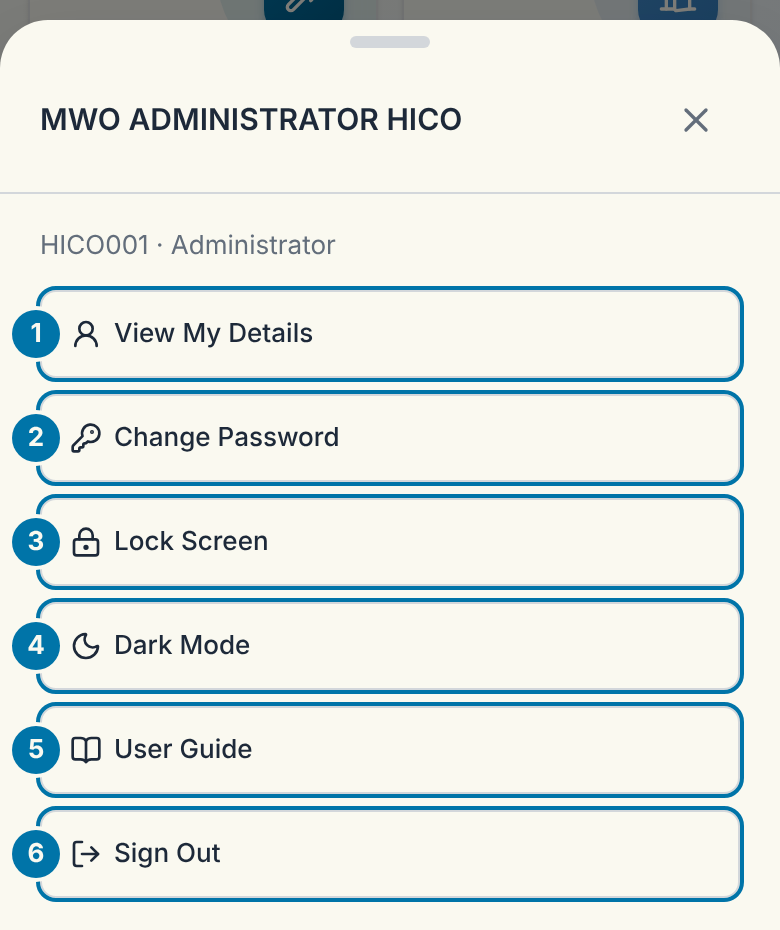 MWO ADMINISTRATOR HICO
HICO001 · Administrator
1 View My Details
2 Change Password
3 Lock Screen
4 Dark Mode
5 User Guide
6 Sign Out